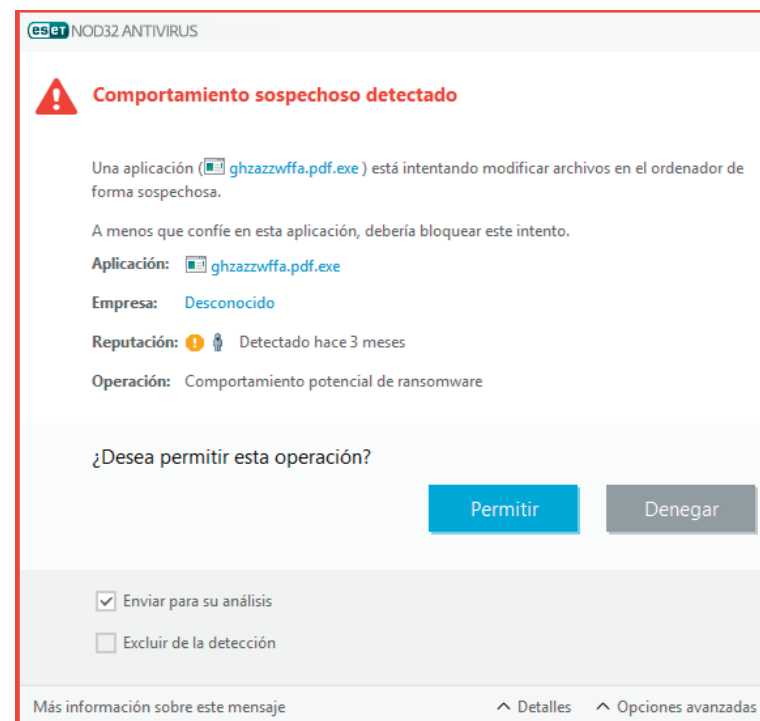 eset NOD32 ANTIVIRUS
Comportamiento sospechoso detectado
Una aplicación ( ghzazzwffa.pdf.exe ) está intentando modificar archivos en el ordenador de
forma sospechosa.
A menos que confíe en esta aplicación, debería bloquear este intento.
Aplicación: ghzazzwffa.pdf.exe
Empresa: Desconocido
Reputación: Detectado hace 3 meses
Operación: Comportamiento potencial de ransomware
¿Desea permitir esta operación?
Permitir Denegar
Enviar para su análisis
Excluir de la detección
Más información sobre este mensaje Detalles Opciones avanzadas